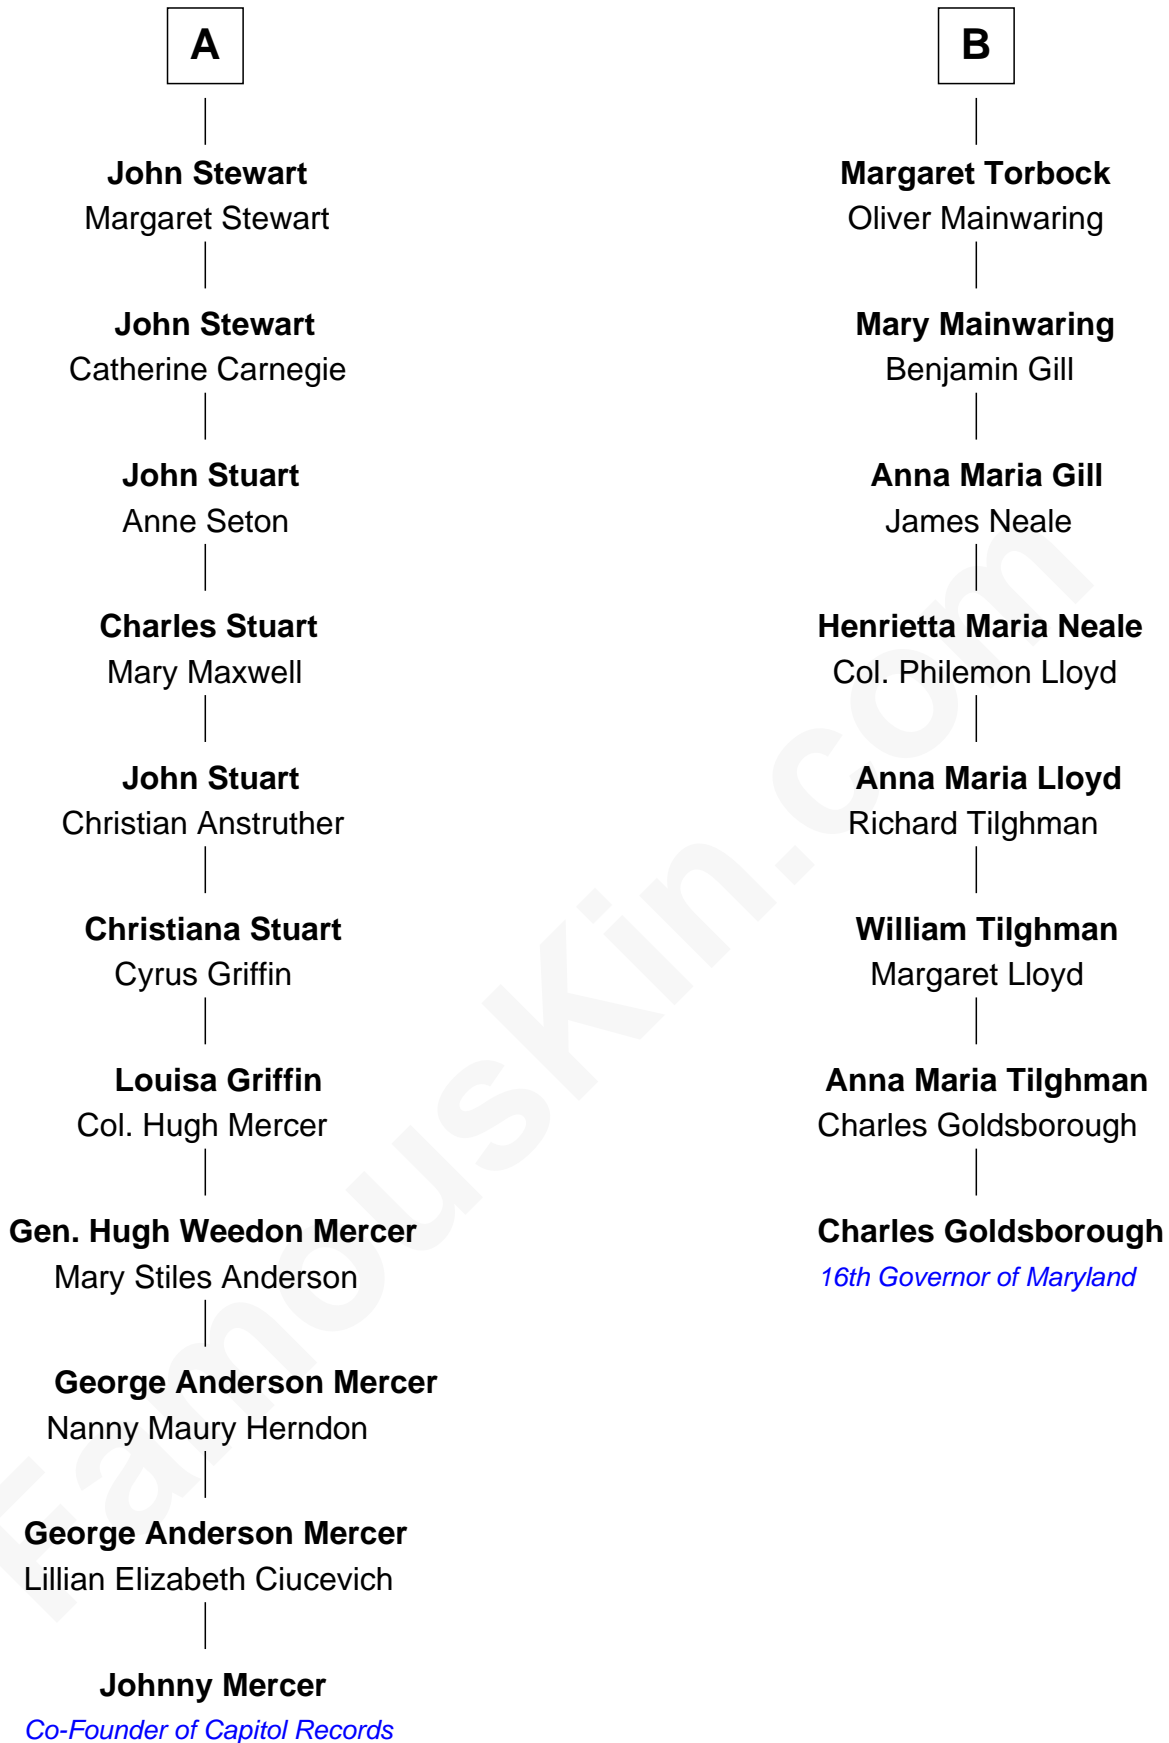 A
John Stewart
Margaret Stewart
John Stewart
Catherine Carnegie
John Stuart
Anne Seton
Charles Stuart
Mary Maxwell
John Stuart
Christian Anstruther
Christiana Stuart
Cyrus Griffin
Louisa Griffin
Col. Hugh Mercer
Gen. Hugh Weedon Mercer
Mary Stiles Anderson
George Anderson Mercer
Nanny Maury Herndon
George Anderson Mercer
Lillian Elizabeth Ciucevich
Johnny Mercer
Co-Founder of Capitol Records
B
Margaret Torbock
Oliver Mainwaring
Mary Mainwaring
Benjamin Gill
Anna Maria Gill
James Neale
Henrietta Maria Neale
Col. Philemon Lloyd
Anna Maria Lloyd
Richard Tilghman
William Tilghman
Margaret Lloyd
Anna Maria Tilghman
Charles Goldsborough
Charles Goldsborough
16th Governor of Maryland
FamousKin.com